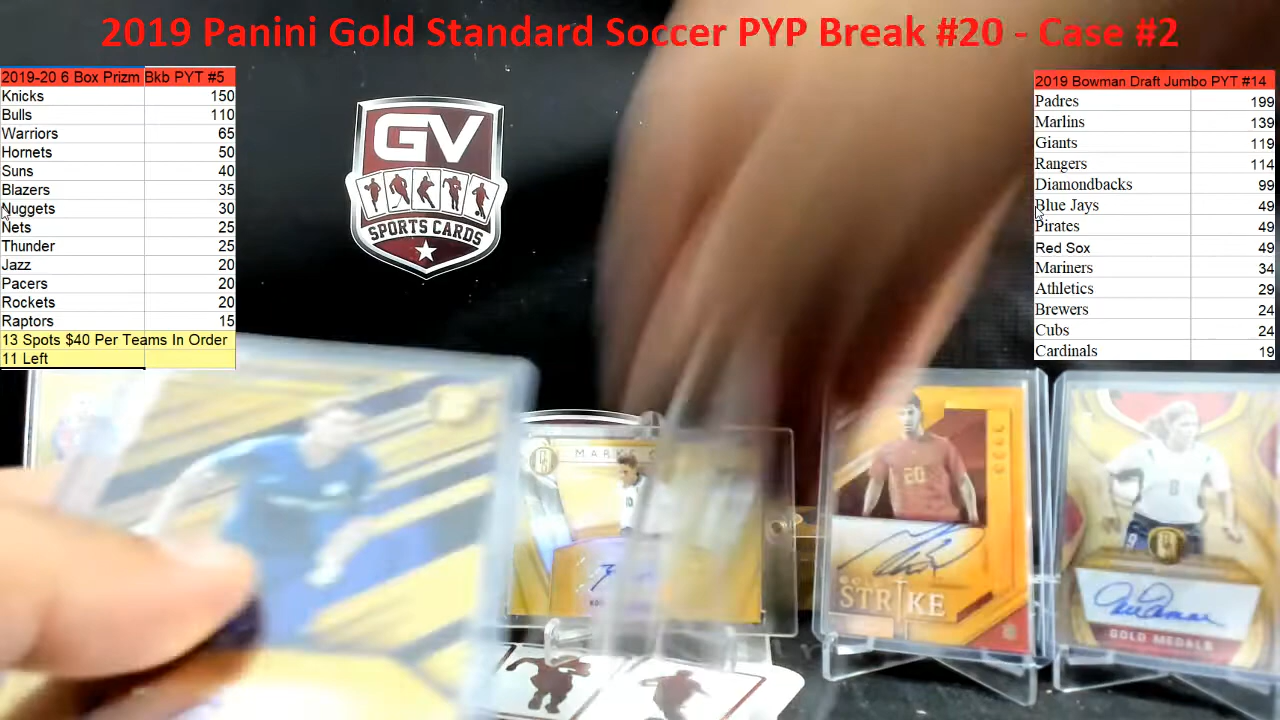 2019 Panini Gold Standard Soccer PYP Break #20 - Case #2
2019-20 6 Box Prizm Bkb PYT #5
Knicks 150
Bulls 110
Warriors 65
Hornets 50
Suns 40
Blazers 35
Nuggets 30
Nets 25
Thunder 25
Jazz 20
Pacers 20
Rockets 20
Raptors 15
13 Spots $40 Per Teams In Order
11 Left
GV
SPORTS CARDS
2019 Bowman Draft Jumbo PYT #14
Padres 199
Marlins 139
Giants 119
Rangers 114
Diamondbacks 99
Blue Jays 49
Pirates 49
Red Sox 49
Mariners 34
Athletics 29
Brewers 24
Cubs 24
Cardinals 19
20
GOLD
STRIKE
8
GOLD MEDALS